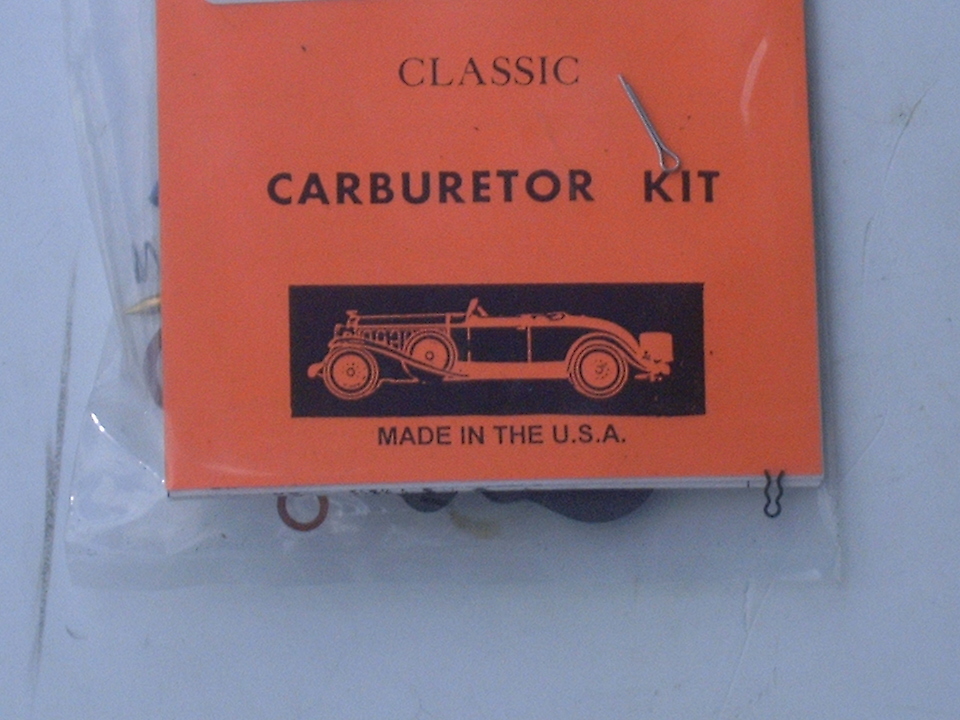 CLASSIC
CARBURETOR KIT
MADE IN THE U.S.A.